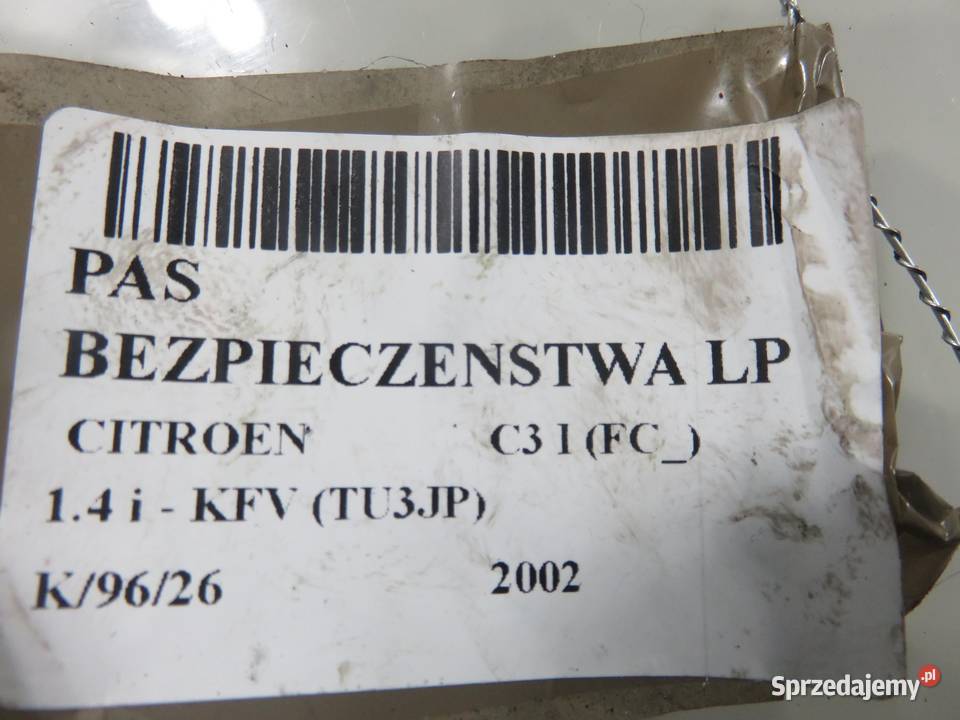 PAS
BEZPIECZENSTWA LP
CITROEN C3 I (FC_)
1.4 i - KFV (TU3JP)
K/96/26 2002
Sprzedajemy.pl